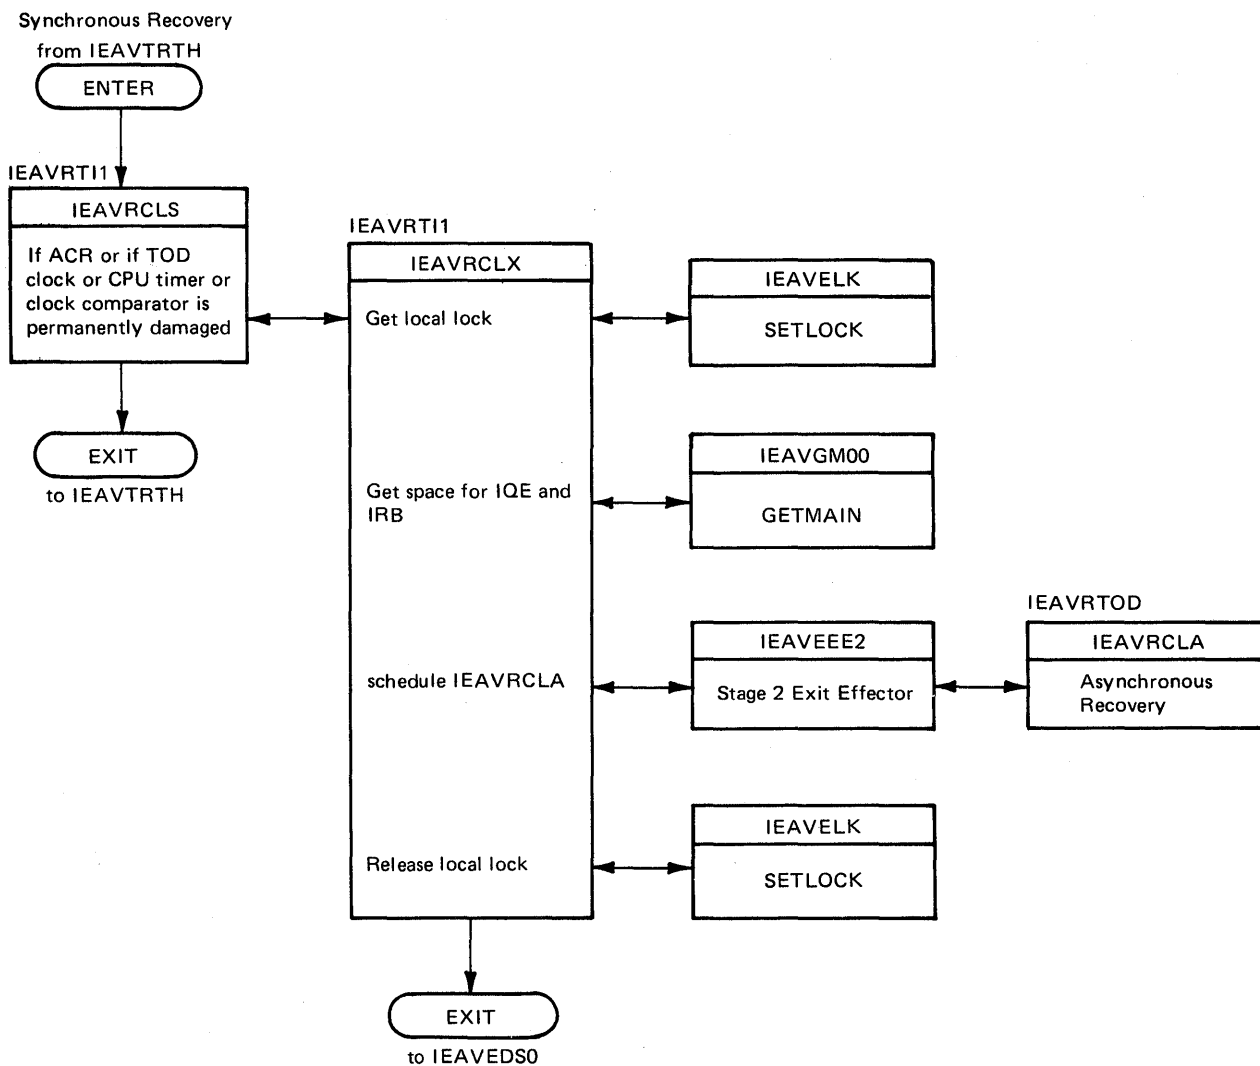 Synchronous Recovery
from IEAVTRTH
ENTER
IEAVRTI1
IEAVRCLS
If ACR or if TOD
clock or CPU timer or
clock comparator is
permanently damaged
EXIT
to IEAVTRTH
IEAVRTI1
IEAVRCLX
Get local lock
Get space for IQE and
IRB
schedule IEAVRCLA
Release local lock
EXIT
to IEAVEDS0
IEAVELK
SETLOCK
IEAVGM00
GETMAIN
IEAVEEE2
Stage 2 Exit Effector
IEAVRTOD
IEAVRCLA
Asynchronous
Recovery
IEAVELK
SETLOCK